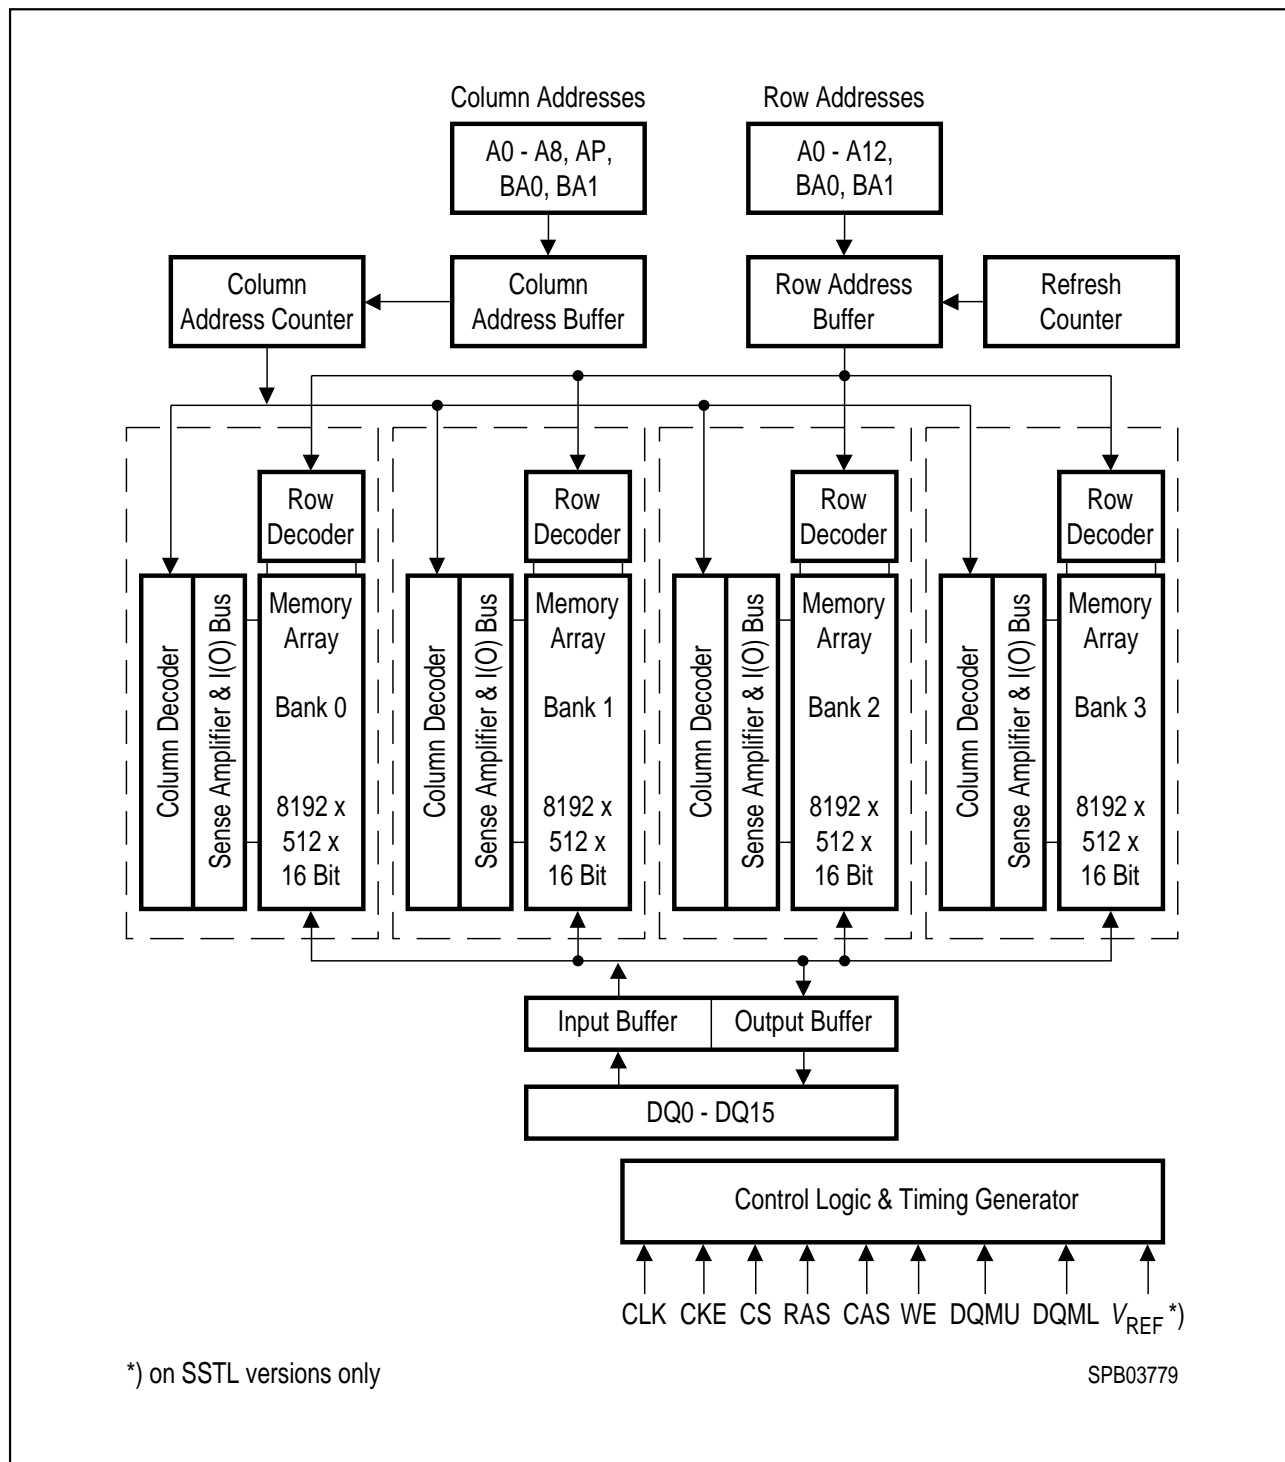 Column Addresses
Row Addresses
A0 - A8, AP,
BA0, BA1
A0 - A12,
BA0, BA1
Column
Address Counter
Column
Address Buffer
Row Address
Buffer
Refresh
Counter
Row
Decoder
Row
Decoder
Row
Decoder
Row
Decoder
Column Decoder
Sense Amplifier & I(O) Bus
Memory
Array
Bank 0
8192 x
512 x
16 Bit
Column Decoder
Sense Amplifier & I(O) Bus
Memory
Array
Bank 1
8192 x
512 x
16 Bit
Column Decoder
Sense Amplifier & I(O) Bus
Memory
Array
Bank 2
8192 x
512 x
16 Bit
Column Decoder
Sense Amplifier & I(O) Bus
Memory
Array
Bank 3
8192 x
512 x
16 Bit
Input Buffer
Output Buffer
DQ0 - DQ15
Control Logic & Timing Generator
CLK CKE CS RAS CAS WE DQMU DQML VREF *)
*) on SSTL versions only
SPB03779